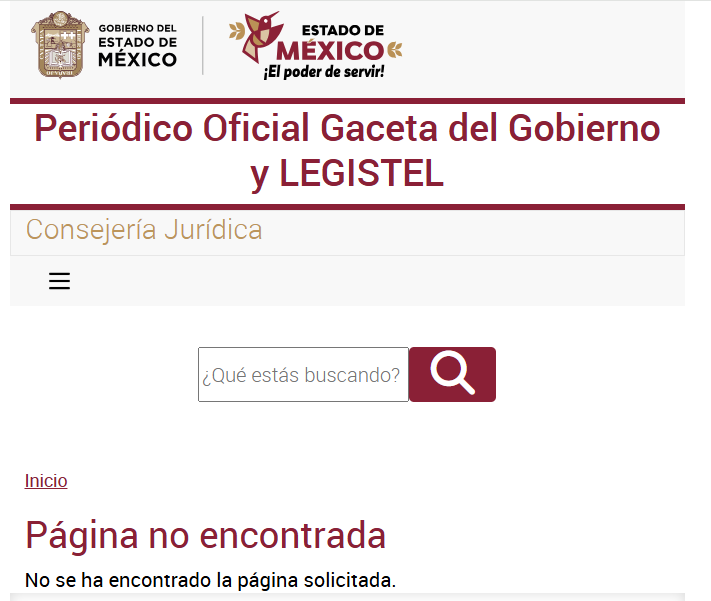 GOBIERNO DEL
ESTADO DE
MÉXICO
ESTADO DE
MÉXICO
¡El poder de servir!
Periódico Oficial Gaceta del Gobierno
y LEGISTEL
Consejería Jurídica
¿Qué estás buscando?
Inicio
Página no encontrada
No se ha encontrado la página solicitada.